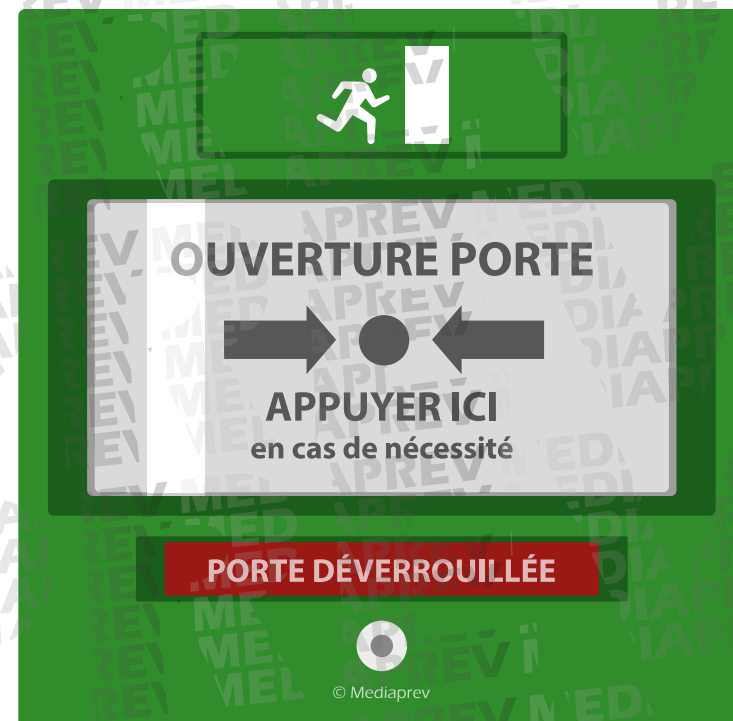 OUVERTURE PORTE
APPUYER ICI
en cas de nécessité
PORTE DÉVERROUILLÉE
© Mediaprev